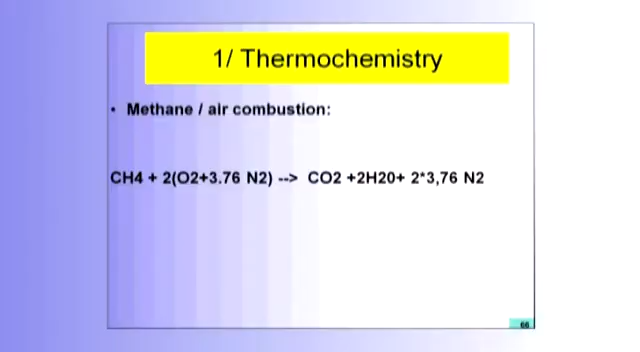 1/ Thermochemistry
• Methane / air combustion:
CH4 + 2(O2+3.76 N2) --> CO2 +2H20+ 2*3,76 N2
66